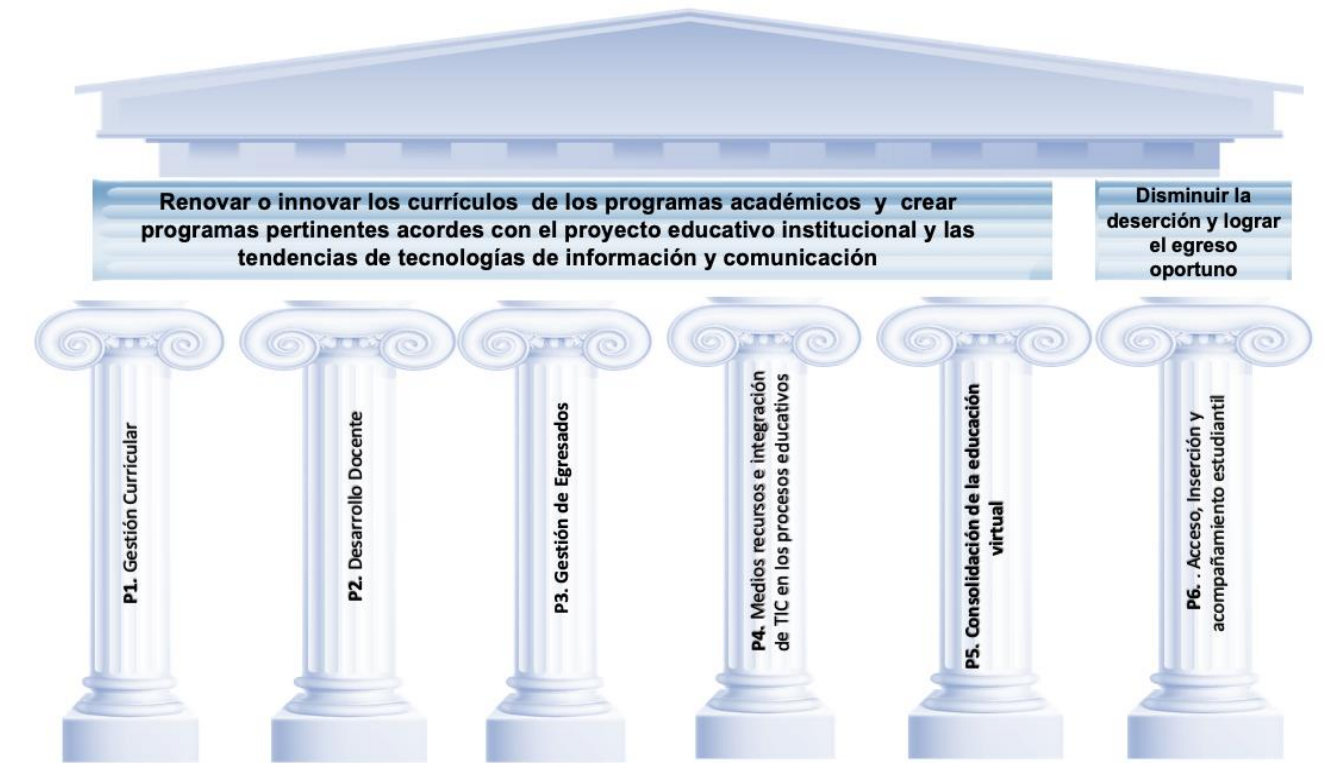 Renovar o innovar los currículos de los programas académicos y crear
programas pertinentes acordes con el proyecto educativo institucional y las
tendencias de tecnologías de información y comunicación
Disminuir la
deserción y lograr
el egreso
oportuno
P1. Gestión Curricular
P2. Desarrollo Docente
P3. Gestión de Egresados
P4. Medios recursos e integración
de TIC en los procesos educativos
P5. Consolidación de la educación
virtual
P6. . Acceso, Inserción y
acompañamiento estudiantil